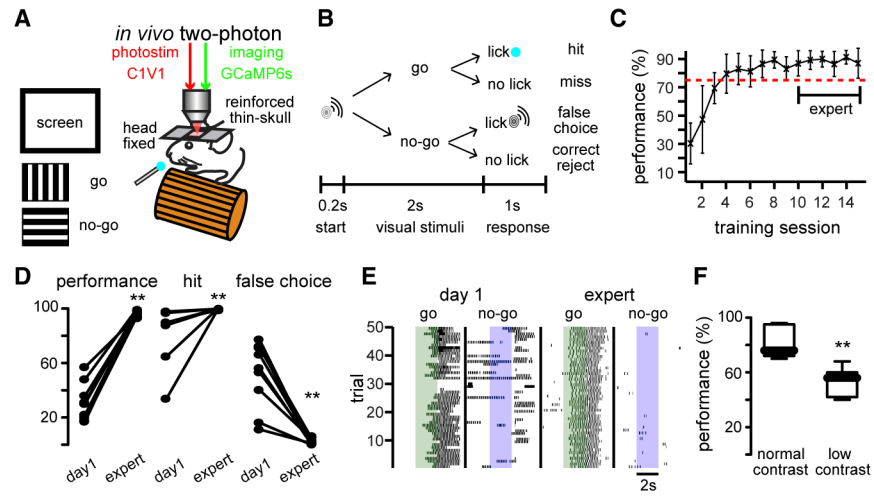 A
in vivo two-photon
photostim
C1V1
imaging
GCaMP6s
screen
head
fixed
reinforced
thin-skull
go
no-go
B
go
no-go
lick
hit
no lick
miss
lick
false
choice
no lick
correct
reject
0.2s
2s
1s
start
visual stimuli
response
C
performance (%)
90
70
50
30
10
expert
2 4 6 8 10 12 14
training session
D
performance hit false choice
** ** **
100
60
20
day1 expert day1 expert day1 expert
E
day 1 expert
go no-go go no-go
trial
50
40
30
20
10
2s
F
performance (%)
100
60
20
**
normal
contrast
low
contrast